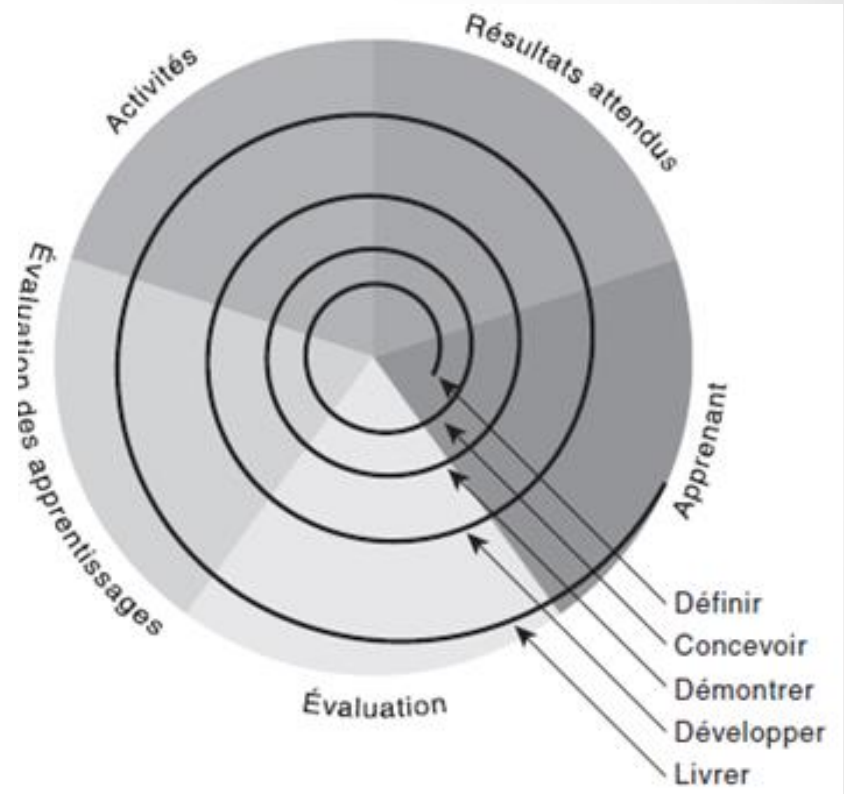 Activités
Résultats attendus
Évaluation des apprentissages
Apprenant
Évaluation
Définir
Concevoir
Démontrer
Développer
Livrer